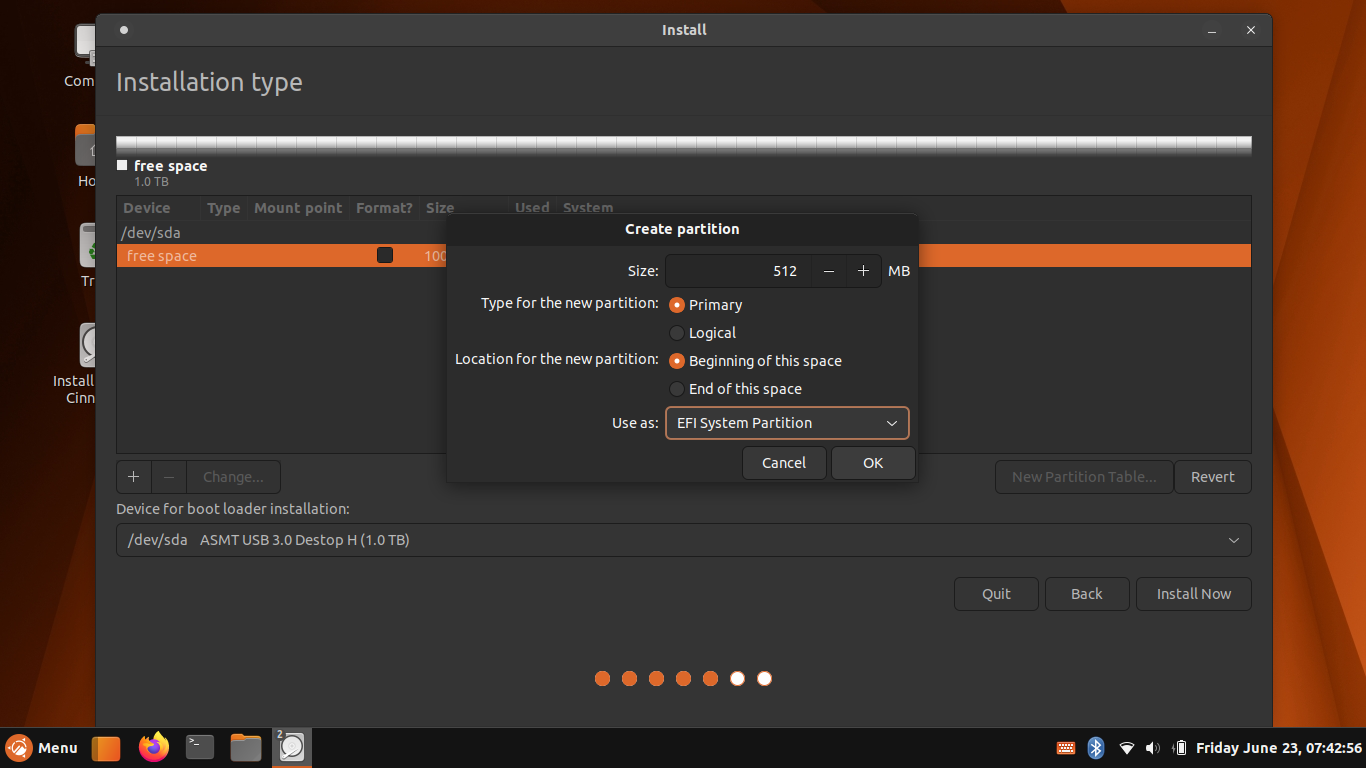 Install
Installation type
Com
Ho
Tr
Install
Cinn
free space
1.0 TB
Device Type Mount point Format? Size Used System
/dev/sda
free space 100
Create partition
Size: 512 MB
Type for the new partition: Primary
Logical
Location for the new partition: Beginning of this space
End of this space
Use as: EFI System Partition
Cancel OK
Change... New Partition Table... Revert
Device for boot loader installation:
/dev/sda ASMT USB 3.0 Destop H (1.0 TB)
Quit Back Install Now
Menu 2 Friday June 23, 07:42:56